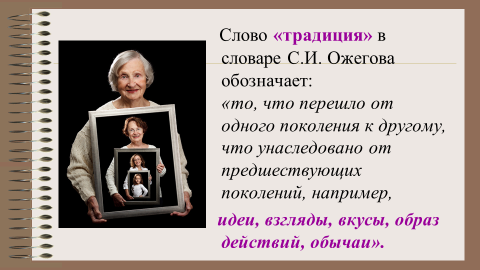 Слово «традиция» в
словаре С.И. Ожегова
обозначает:
«то, что перешло от
одного поколения к другому,
что унаследовано от
предшествующих
поколений, например,
идеи, взгляды, вкусы, образ
действий, обычаи».